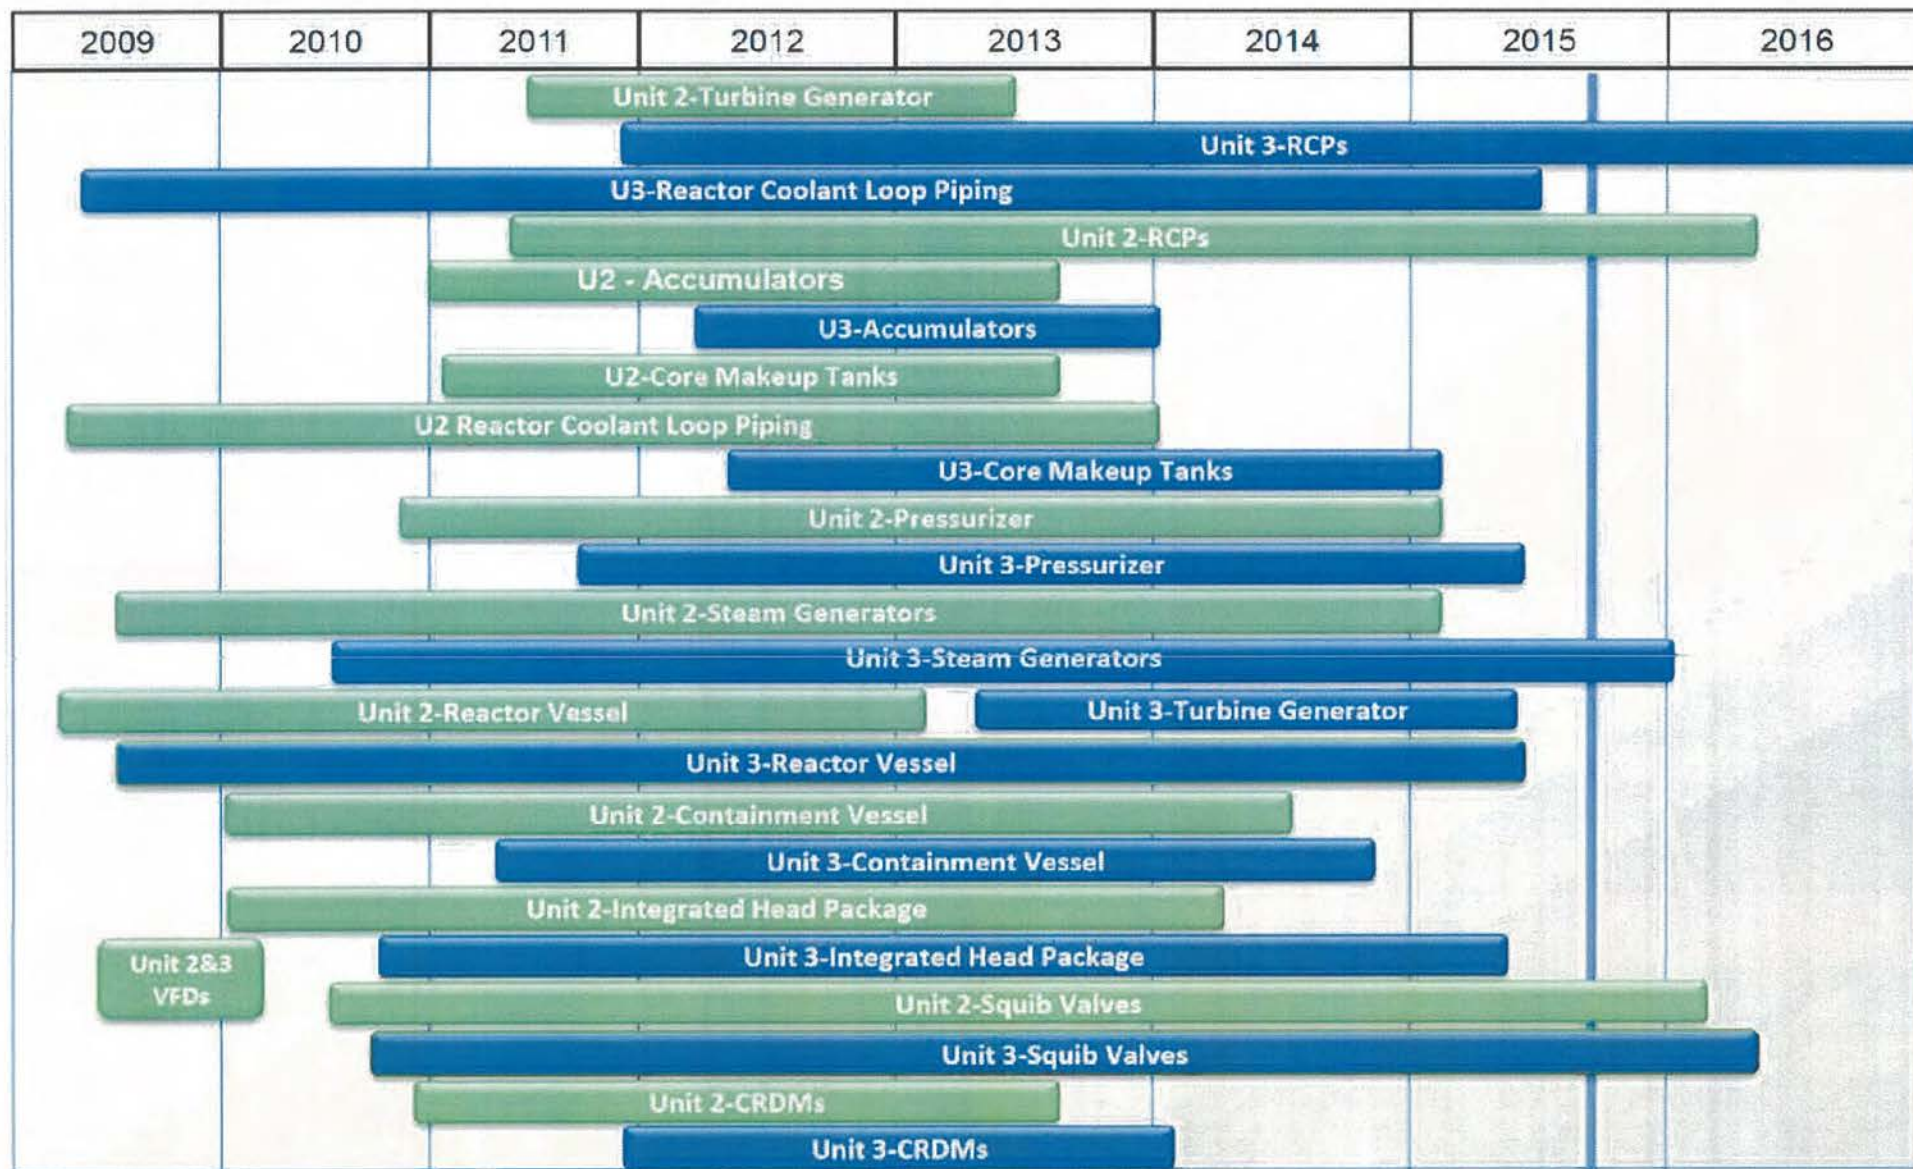 2009 2010 2011 2012 2013 2014 2015 2016
Unit 2-Turbine Generator
Unit 3-RCPs
U3-Reactor Coolant Loop Piping
Unit 2-RCPs
U2 - Accumulators
U3-Accumulators
U2-Core Makeup Tanks
U2 Reactor Coolant Loop Piping
U3-Core Makeup Tanks
Unit 2-Pressurizer
Unit 3-Pressurizer
Unit 2-Steam Generators
Unit 3-Steam Generators
Unit 2-Reactor Vessel
Unit 3-Turbine Generator
Unit 3-Reactor Vessel
Unit 2-Containment Vessel
Unit 3-Containment Vessel
Unit 2-Integrated Head Package
Unit 3-Integrated Head Package
Unit 2&3
VFDs
Unit 2-Squib Valves
Unit 3-Squib Valves
Unit 2-CRDMs
Unit 3-CRDMs